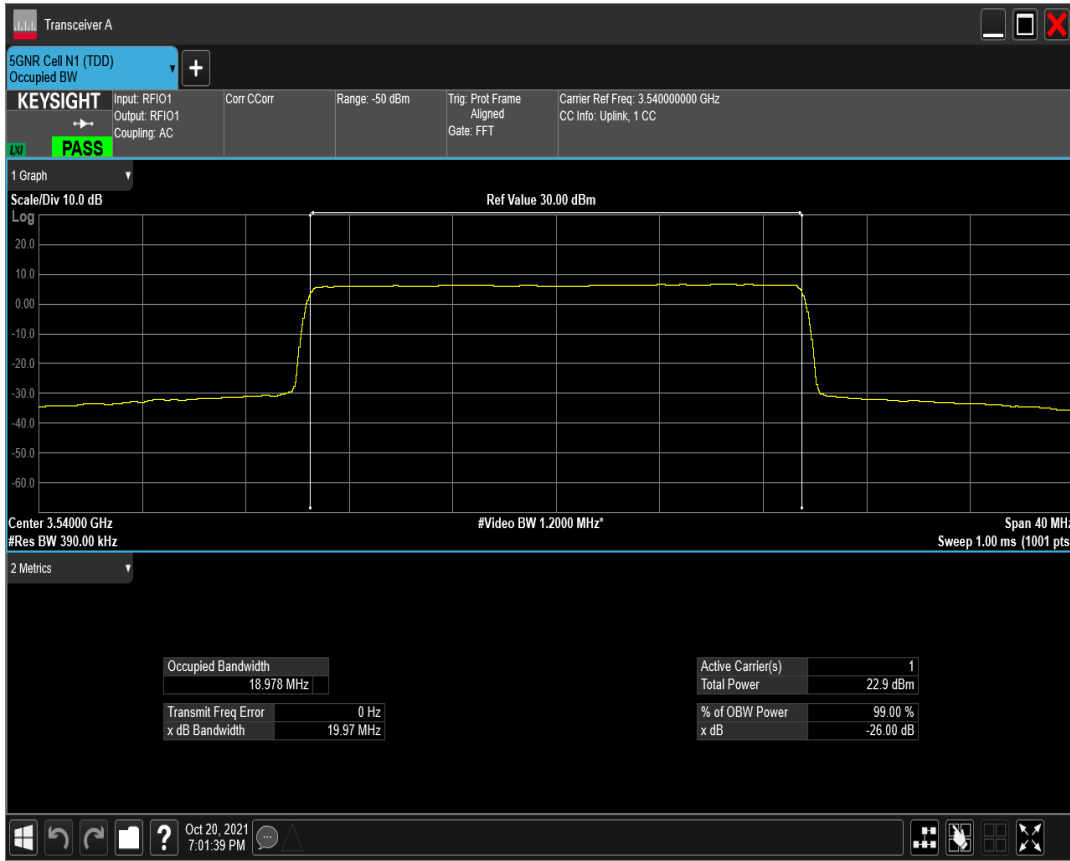 Transceiver A
5GNR Cell N1 (TDD)
Occupied BW
+
KEYSIGHT
LXI
PASS
Input: RFIO1
Output: RFIO1
Coupling: AC
Corr CCorr
Range: -50 dBm
Trig: Prot Frame
Aligned
Gate: FFT
Carrier Ref Freq: 3.540000000 GHz
CC Info: Uplink, 1 CC
1 Graph
Scale/Div 10.0 dB
Ref Value 30.00 dBm
Log
20.0
10.0
0.00
-10.0
-20.0
-30.0
-40.0
-50.0
-60.0
Center 3.54000 GHz
#Video BW 1.2000 MHz*
Span 40 MHz
#Res BW 390.00 kHz
Sweep 1.00 ms (1001 pts
2 Metrics
Occupied Bandwidth
18.978 MHz
Transmit Freq Error 0 Hz
x dB Bandwidth 19.97 MHz
Active Carrier(s) 1
Total Power 22.9 dBm
% of OBW Power 99.00 %
x dB -26.00 dB
?
Oct 20, 2021
7:01:39 PM